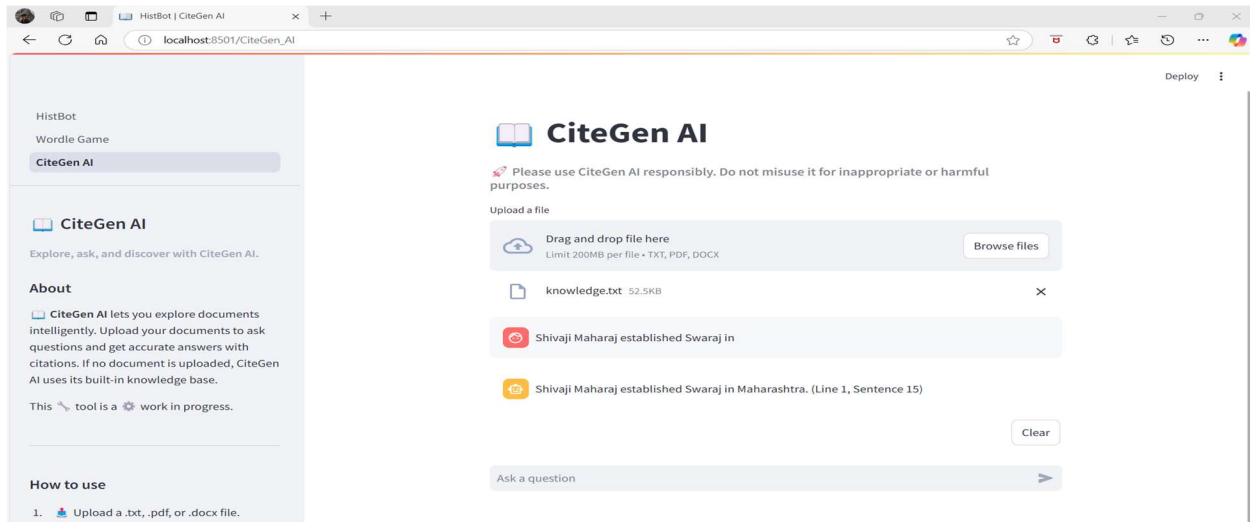 HistBot | CiteGen AI
localhost:8501/CiteGen_AI
Deploy
HistBot
Wordle Game
CiteGen AI
CiteGen AI
Explore, ask, and discover with CiteGen AI.
About
CiteGen AI lets you explore documents
intelligently. Upload your documents to ask
questions and get accurate answers with
citations. If no document is uploaded, CiteGen
AI uses its built-in knowledge base.
This tool is a work in progress.
How to use
1. Upload a .txt, .pdf, or .docx file.
CiteGen AI
Please use CiteGen AI responsibly. Do not misuse it for inappropriate or harmful
purposes.
Upload a file
Drag and drop file here
Limit 200MB per file • TXT, PDF, DOCX
Browse files
knowledge.txt 52.5KB
Shivaji Maharaj established Swaraj in
Shivaji Maharaj established Swaraj in Maharashtra. (Line 1, Sentence 15)
Clear
Ask a question